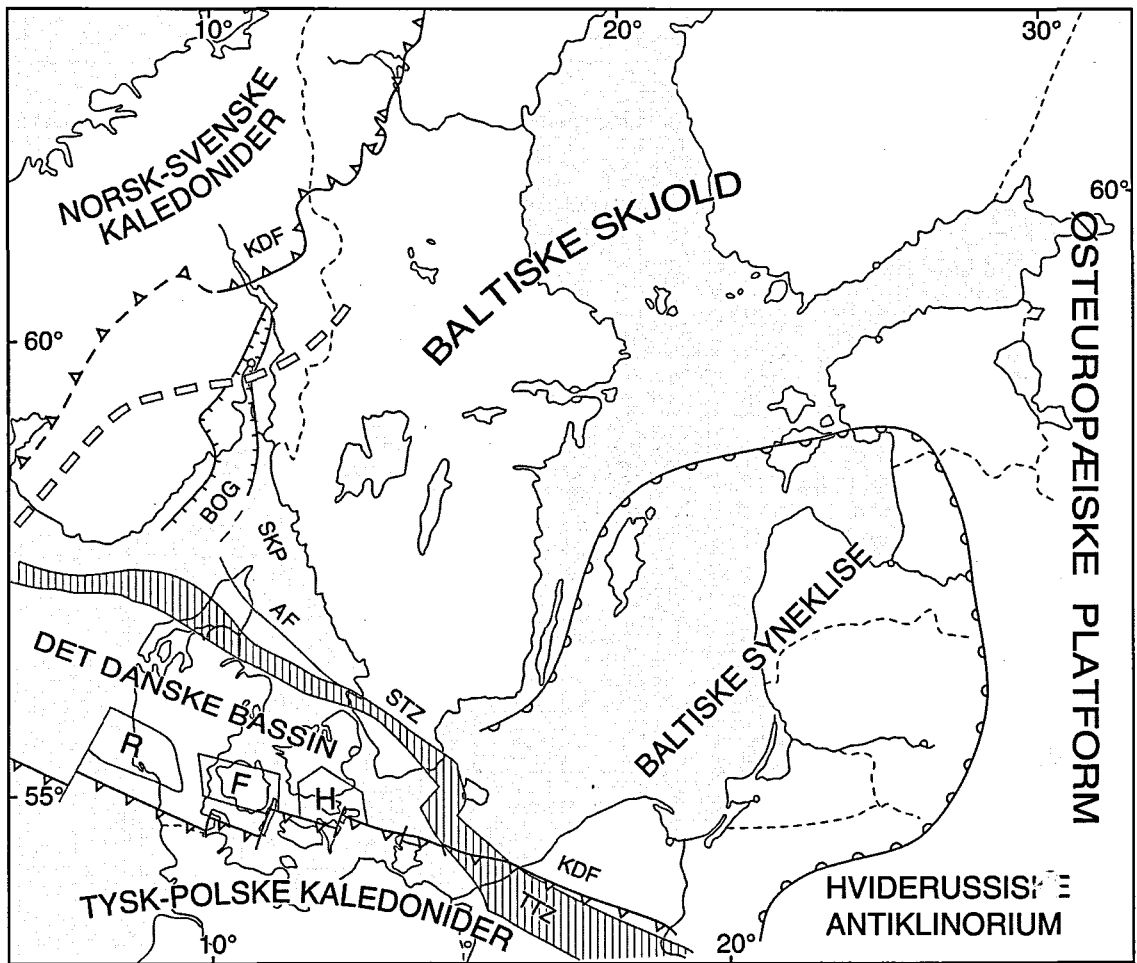 10°
20°
30°
NORSK-SVENSKE
KALEDONIDER
KDF
BALTISKE SKJOLD
60°
60°
ØSTEUROPÆISKE PLATFORM
BOG
SKP
AF
STZ
DET DANSKE BASSIN
BALTISKE SYNEKLISE
R
F
H
55°
KDF
TTZ
TYSK-POLSKE KALEDONIDER
HVIDERUSSISKE
ANTIKLINORIUM
10°
20°